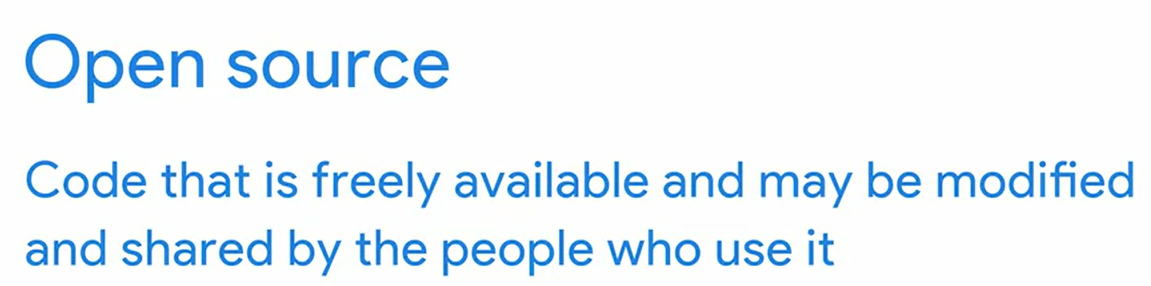 Open source
Code that is freely available and may be modified
and shared by the people who use it